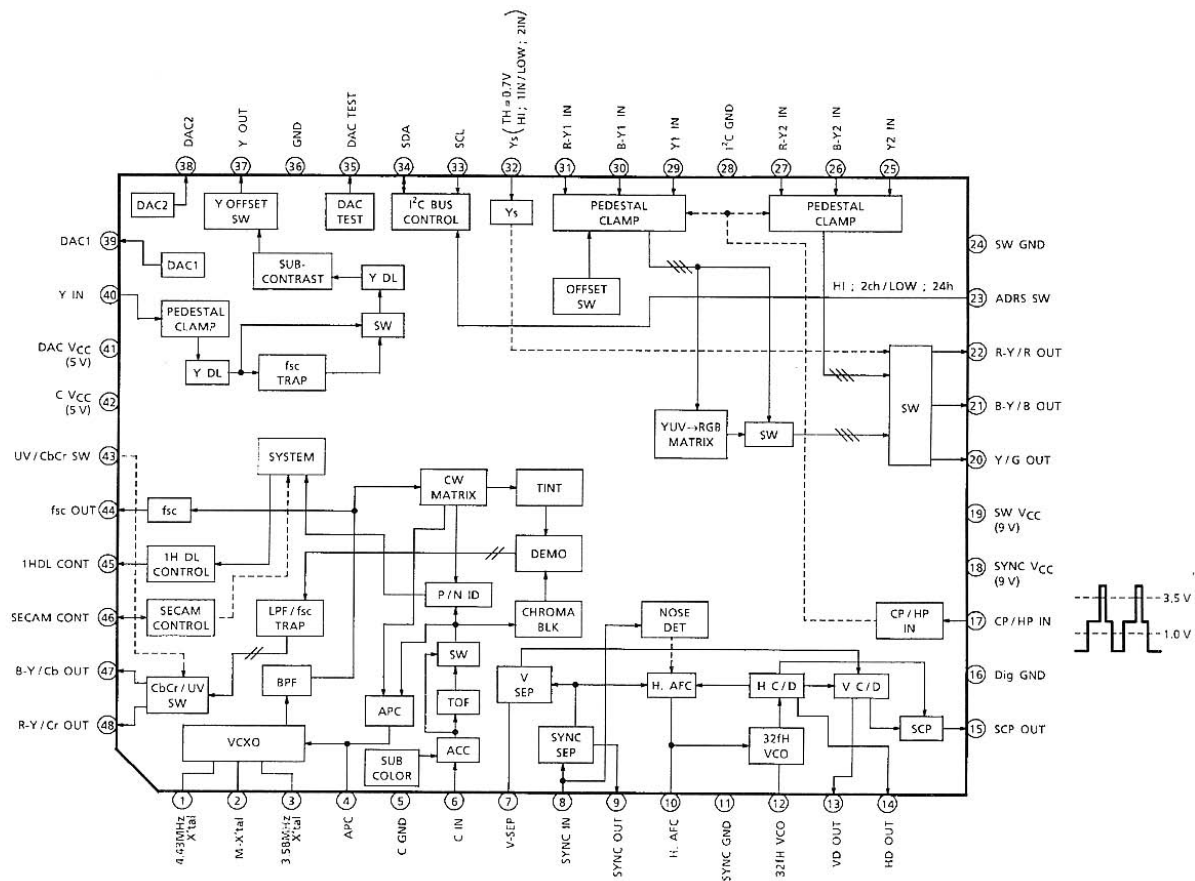 Ys ( TH = 0.7V
HI ; 1IN/LOW ; 2IN )
DAC2
Y OUT
GND
DAC TEST
SDA
SCL
R-Y1 IN
B-Y1 IN
Y1 IN
I²C GND
R-Y2 IN
B-Y2 IN
Y2 IN
38
37
36
35
34
33
32
31
30
29
28
27
26
25
DAC2
Y OFFSET
SW
DAC
TEST
I²C BUS
CONTROL
Ys
PEDESTAL
CLAMP
PEDESTAL
CLAMP
DAC1
39
DAC1
SUB-
CONTRAST
Y DL
OFFSET
SW
24
SW GND
Y IN
40
PEDESTAL
CLAMP
SW
HI ; 2ch/LOW ; 24h
23
ADRS SW
DAC VCC
(5 V)
41
Y DL
fsc
TRAP
22
R-Y/R OUT
C VCC
(5 V)
42
YUV→RGB
MATRIX
SW
SW
21
B-Y/B OUT
UV/CbCr SW
43
SYSTEM
20
Y/G OUT
fsc OUT
44
fsc
CW
MATRIX
TINT
19
SW VCC
(9 V)
1HDL CONT
45
1H DL
CONTROL
DEMO
18
SYNC VCC
(9 V)
SECAM CONT
46
SECAM
CONTROL
LPF/fsc
TRAP
P/N ID
CHROMA
BLK
NOSE
DET
CP/HP
IN
17
CP/HP IN
3.5 V
1.0 V
B-Y/Cb OUT
47
CbCr/UV
SW
BPF
SW
V
SEP
H. AFC
H C/D
V C/D
16
Dig GND
R-Y/Cr OUT
48
VCXO
APC
TOF
SYNC
SEP
32fH
VCO
SCP
15
SCP OUT
SUB
COLOR
ACC
1
2
3
4
5
6
7
8
9
10
11
12
13
14
4.43MHz
X'tal
M-X'tal
3.58MHz
X'tal
APC
C GND
C IN
V-SEP
SYNC IN
SYNC OUT
H. AFC
SYNC GND
32fH VCO
VD OUT
HD OUT